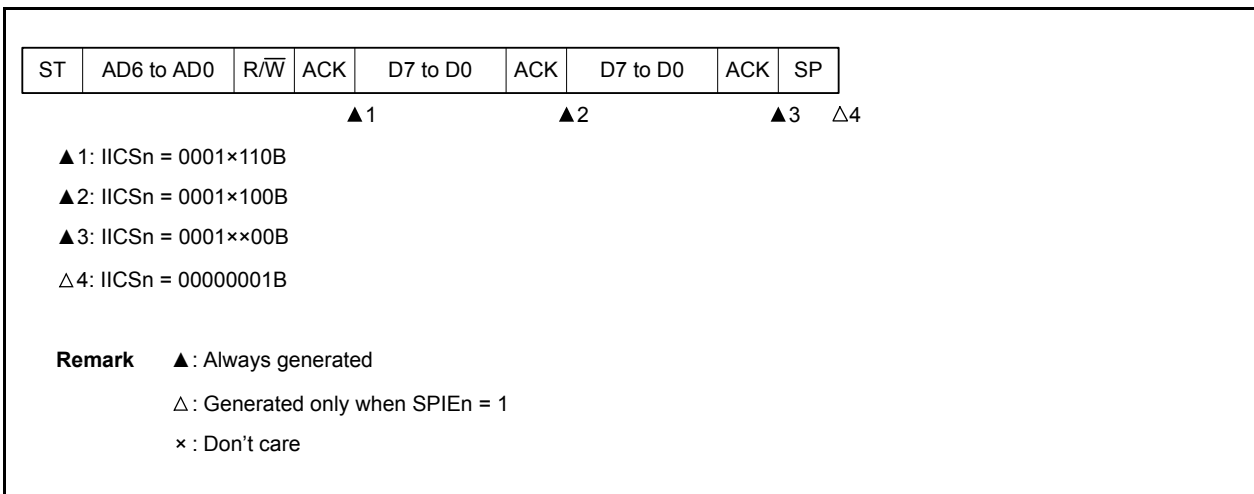 ST AD6 to AD0 R/W̅ ACK D7 to D0 ACK D7 to D0 ACK SP
▲1 ▲2 ▲3 △4
▲1: IICSn = 0001×110B
▲2: IICSn = 0001×100B
▲3: IICSn = 0001××00B
△4: IICSn = 00000001B
Remark ▲: Always generated
△: Generated only when SPIEn = 1
×: Don't care